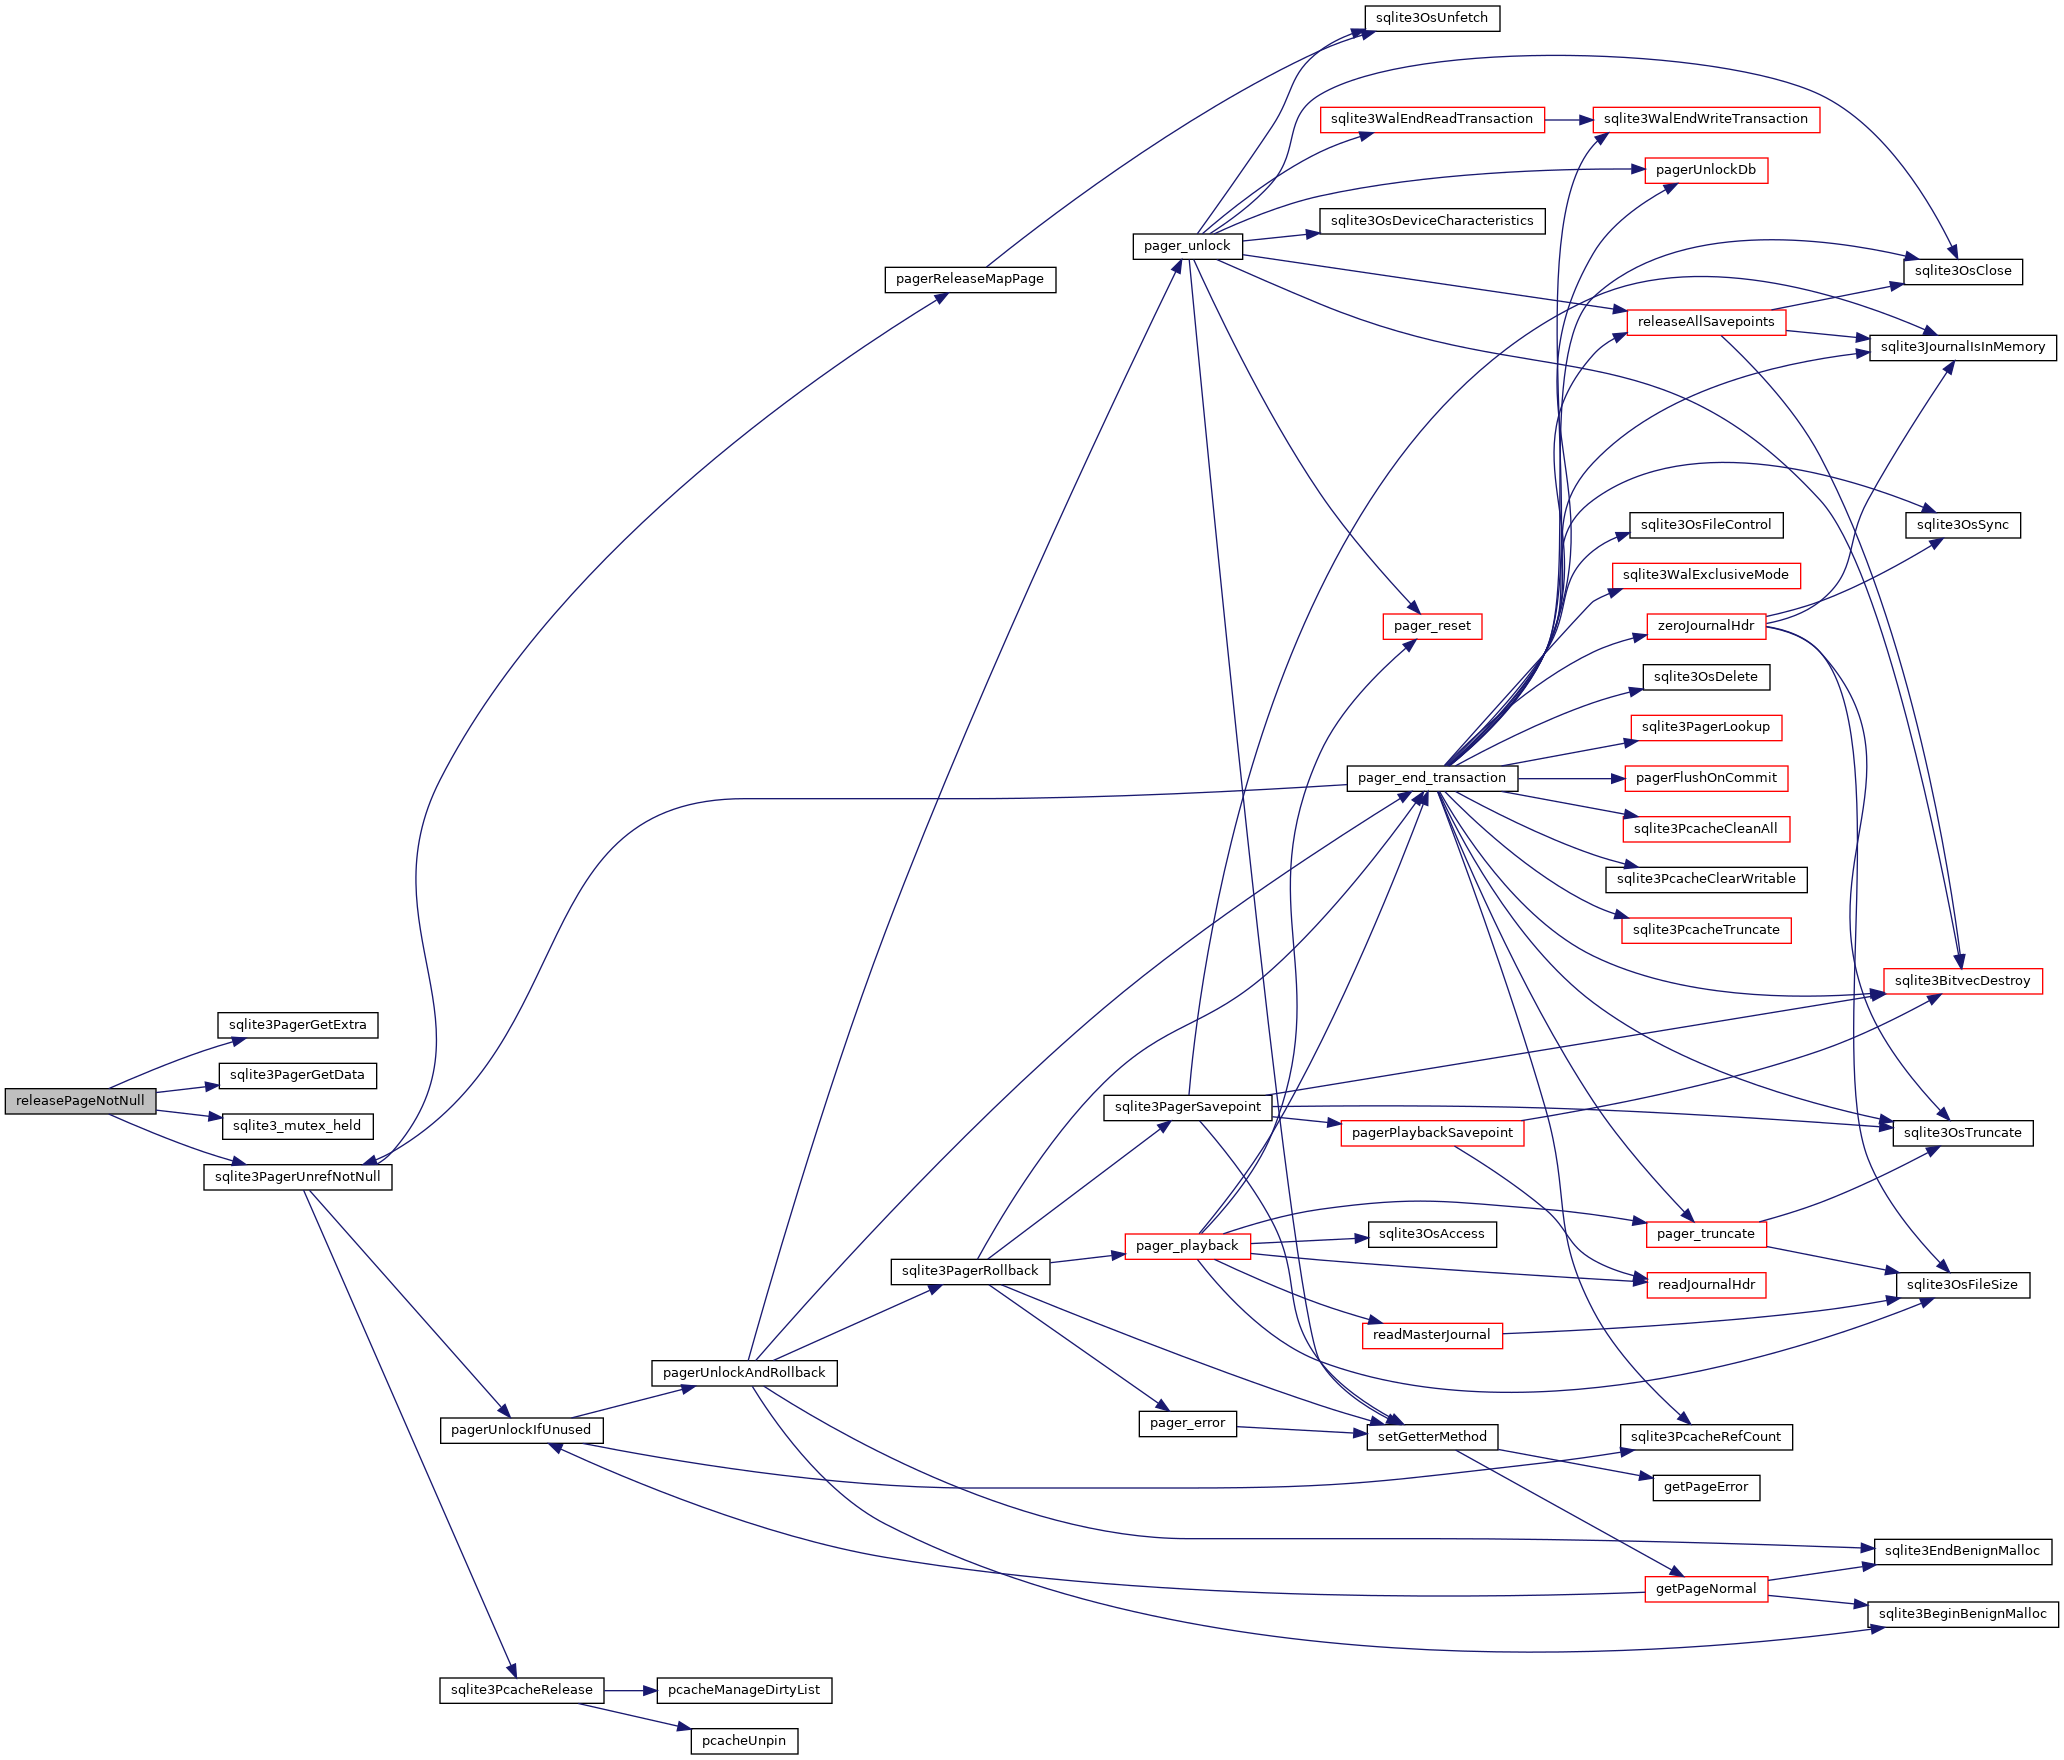 sqlite3OsUnfetch
sqlite3WalEndReadTransaction
sqlite3WalEndWriteTransaction
pagerUnlockDb
sqlite3OsDeviceCharacteristics
pager_unlock
sqlite3OsClose
pagerReleaseMapPage
releaseAllSavepoints
sqlite3JournalIsInMemory
sqlite3OsFileControl
sqlite3OsSync
sqlite3WalExclusiveMode
pager_reset
zeroJournalHdr
sqlite3OsDelete
sqlite3PagerLookup
pager_end_transaction
pagerFlushOnCommit
sqlite3PcacheCleanAll
sqlite3PcacheClearWritable
sqlite3PcacheTruncate
sqlite3BitvecDestroy
sqlite3PagerGetExtra
sqlite3PagerGetData
releasePageNotNull
sqlite3PagerSavepoint
sqlite3_mutex_held
pagerPlaybackSavepoint
sqlite3OsTruncate
sqlite3PagerUnrefNotNull
sqlite3OsAccess
pager_truncate
pager_playback
sqlite3PagerRollback
readJournalHdr
sqlite3OsFileSize
readMasterJournal
pagerUnlockAndRollback
pager_error
pagerUnlockIfUnused
setGetterMethod
sqlite3PcacheRefCount
getPageError
sqlite3EndBenignMalloc
getPageNormal
sqlite3BeginBenignMalloc
sqlite3PcacheRelease
pcacheManageDirtyList
pcacheUnpin